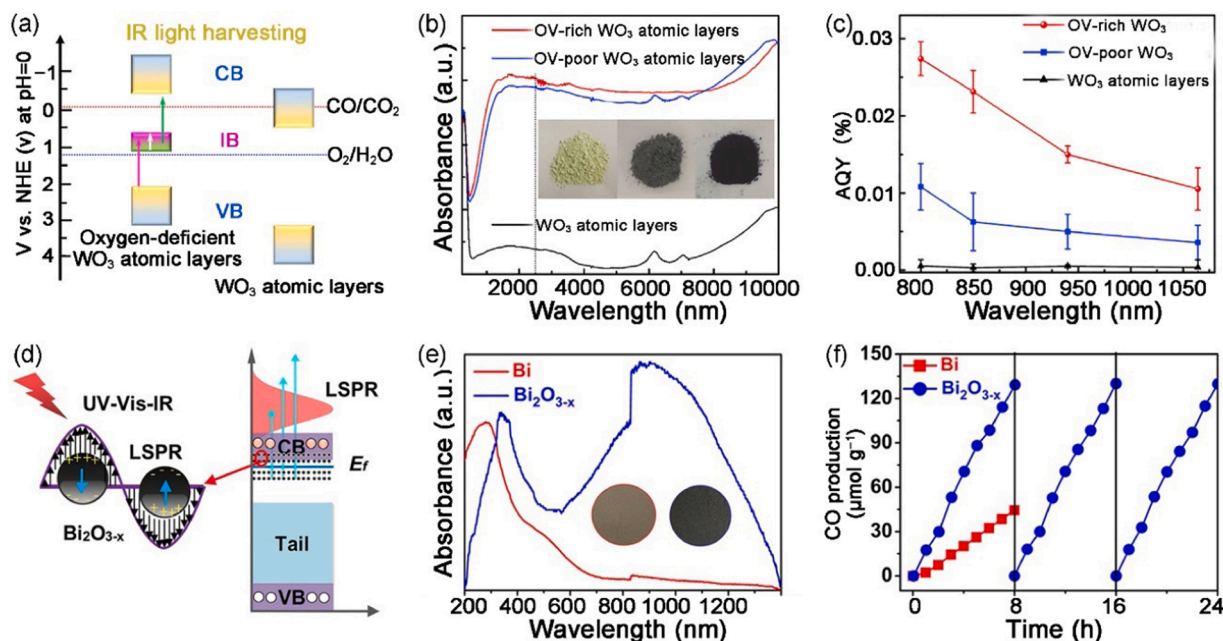 (a)
IR light harvesting
V vs. NHE (v) at pH=0
-1
0
1
2
3
4
CB
IB
VB
CO/CO₂
O₂/H₂O
Oxygen-deficient
WO₃ atomic layers
WO₃ atomic layers
(b)
OV-rich WO₃ atomic layers
OV-poor WO₃ atomic layers
WO₃ atomic layers
Absorbance (a.u.)
2000 4000 6000 8000 10000
Wavelength (nm)
(c)
OV-rich WO₃
OV-poor WO₃
WO₃ atomic layers
AQY (%)
0.03
0.02
0.01
0.00
800 850 900 950 1000 1050
Wavelength (nm)
(d)
UV-Vis-IR
LSPR
Bi₂O₃₋ₓ
LSPR
CB
E_f
Tail
VB
(e)
Bi
Bi₂O₃₋ₓ
Absorbance (a.u.)
200 400 600 800 1000 1200
Wavelength (nm)
(f)
Bi
Bi₂O₃₋ₓ
CO production
(μmol g⁻¹)
150
120
90
60
30
0
0 8 16 24
Time (h)